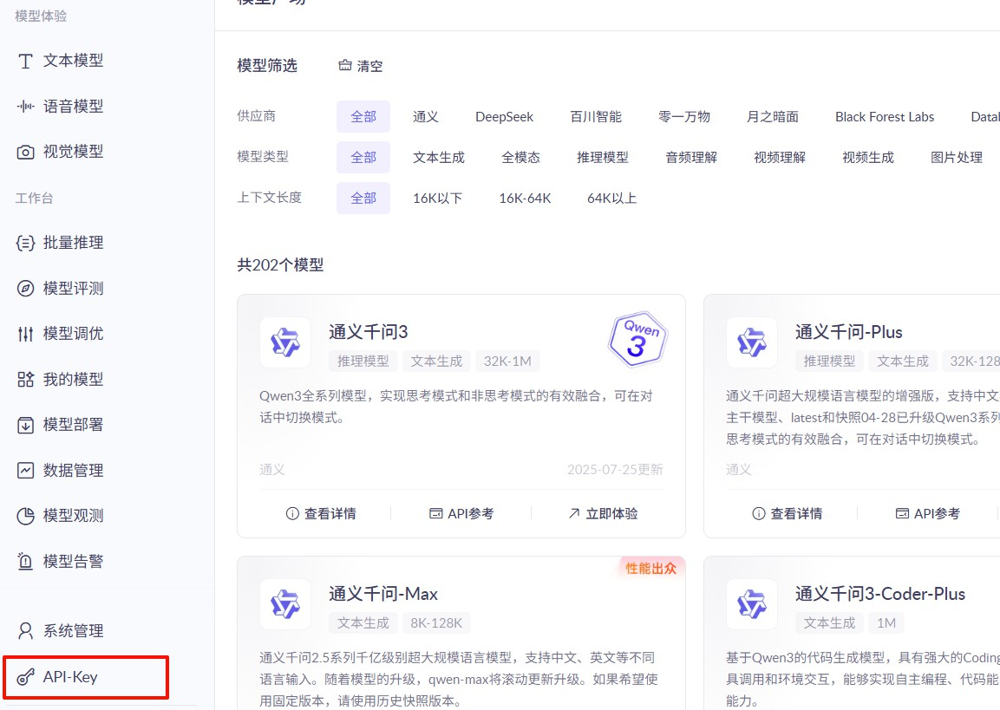 模型体验
文本模型
语音模型
视觉模型
工作台
批量推理
模型评测
模型调优
我的模型
模型部署
数据管理
模型观测
模型告警
系统管理
API-Key
模型广场
模型筛选 清空
供应商 全部 通义 DeepSeek 百川智能 零一万物 月之暗面 Black Forest Labs
模型类型 全部 文本生成 全模态 推理模型 音频理解 视频理解 视频生成 图片处理
上下文长度 全部 16K以下 16K-64K 64K以上
共202个模型
通义千问3
Qwen
3
推理模型 文本生成 32K-1M
Qwen3全系列模型，实现思考模式和非思考模式的有效融合，可在对
话中切换模式。
通义 2025-07-25更新
查看详情 API参考 立即体验
通义千问-Plus
推理模型 文本生成 32K-128
通义千问超大规模语言模型的增强版，支持中文
主干模型、latest和快照04-28已升级Qwen3系列
思考模式的有效融合，可在对话中切换模式。
通义
查看详情 API参考
性能出众
通义千问-Max
文本生成 8K-128K
通义千问2.5系列千亿级别超大规模语言模型，支持中文、英文等不同
语言输入。随着模型的升级，qwen-max将滚动更新升级。如果希望使
用固定版本，请使用历史快照版本。
通义千问3-Coder-Plus
文本生成 1M
基于Qwen3的代码生成模型，具有强大的Coding
具调用和环境交互，能够实现自主编程、代码能
能力。